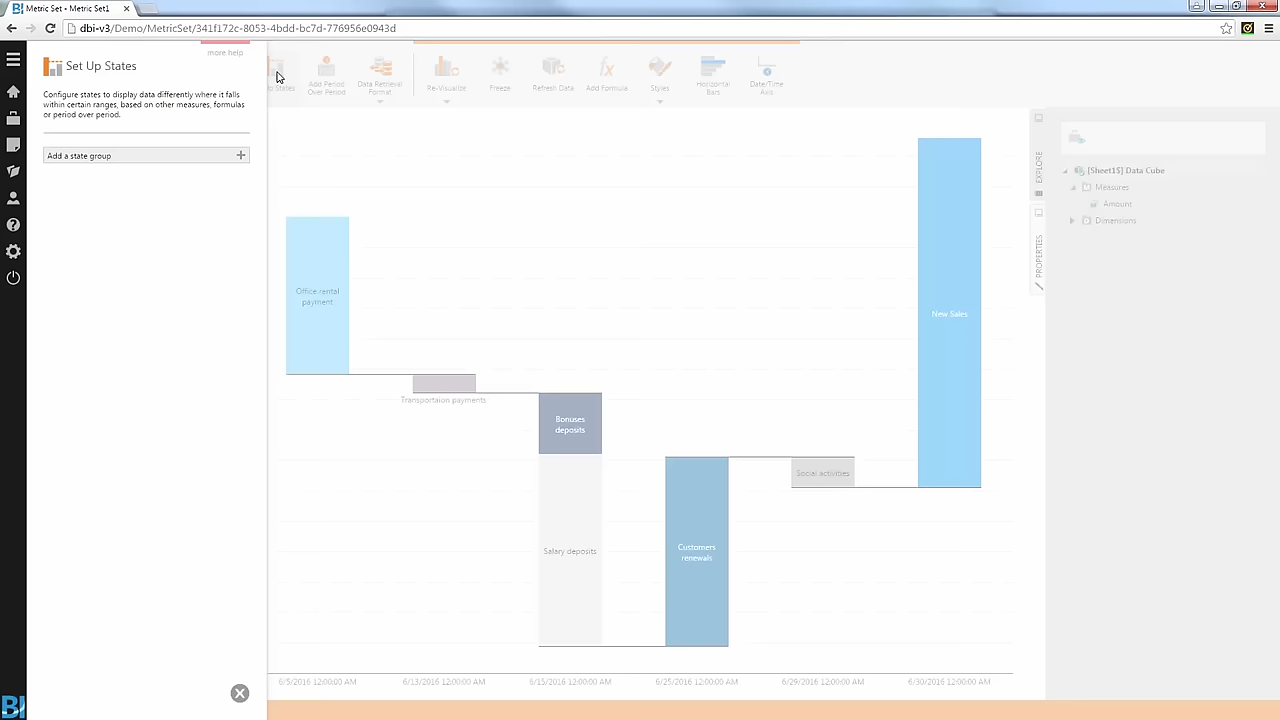 Metric Set • Metric Set1
dbi-v3/Demo/MetricSet/341f172c-8053-4bdd-bc7d-776956e0943d
more help
Set Up States
Configure states to display data differently where it falls
within certain ranges, based on other measures, formulas
or period over period.
Add a state group
States
Add Period
Over Period
Data Retrieval
Format
Re-Visualize
Freeze
Refresh Data
Add Formula
Styles
Horizontal
Bars
Date/Time
Axis
EXPLORE
PROPERTIES
[Sheet1$] Data Cube
Measures
Amount
Dimensions
Office rental
payment
Transportaion payments
Bonuses
deposits
Salary deposits
Customers
renewals
Social activities
New Sales
6/5/2016 12:00:00 AM
6/13/2016 12:00:00 AM
6/15/2016 12:00:00 AM
6/25/2016 12:00:00 AM
6/29/2016 12:00:00 AM
6/30/2016 12:00:00 AM
BI